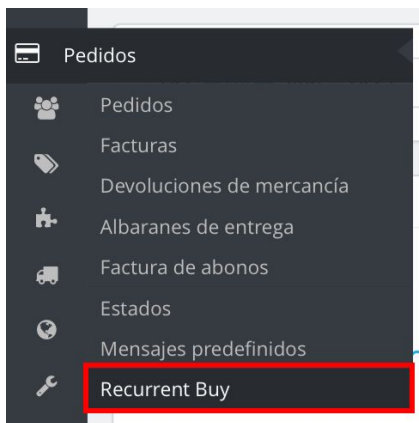 Pedidos
Pedidos
Facturas
Devoluciones de mercancía
Albaranes de entrega
Factura de abonos
Estados
Mensajes predefinidos
Recurrent Buy